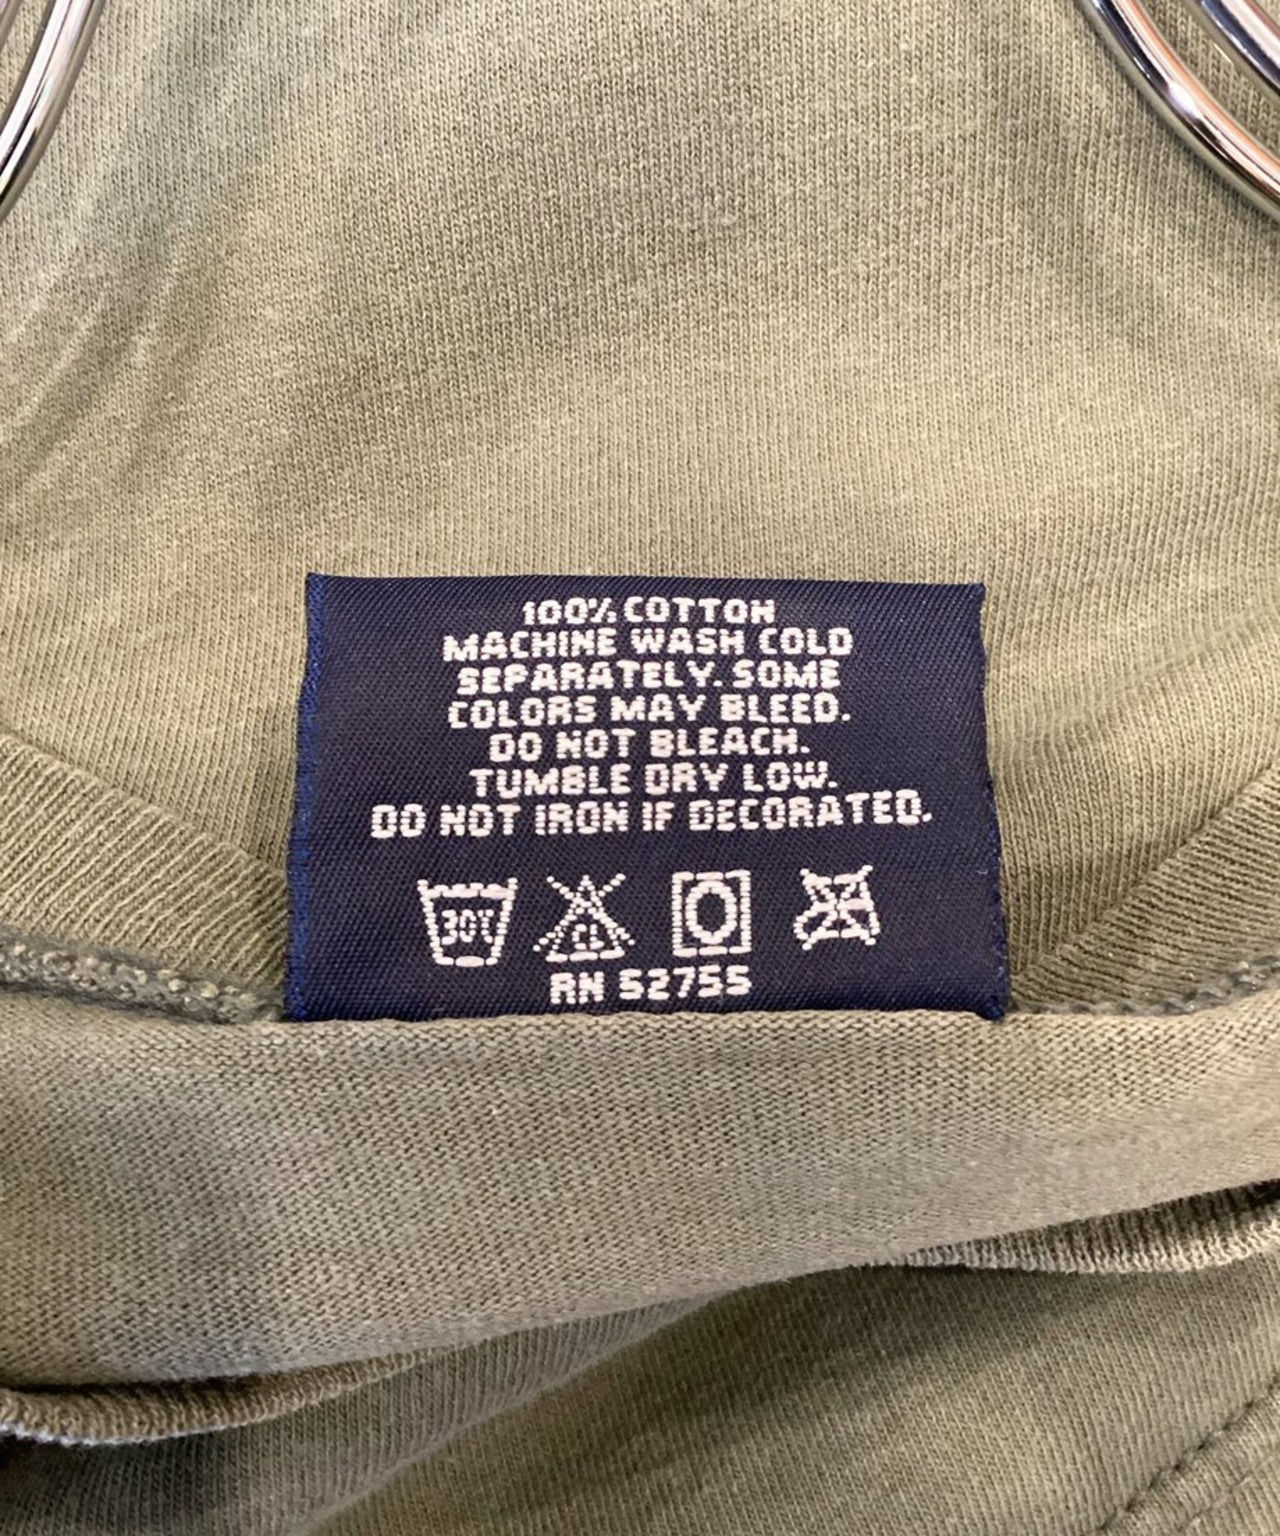 100% COTTON
MACHINE WASH COLD
SEPARATELY. SOME
COLORS MAY BLEED.
DO NOT BLEACH.
TUMBLE DRY LOW.
DO NOT IRON IF DECORATED.
30℃ CL
RN 52755